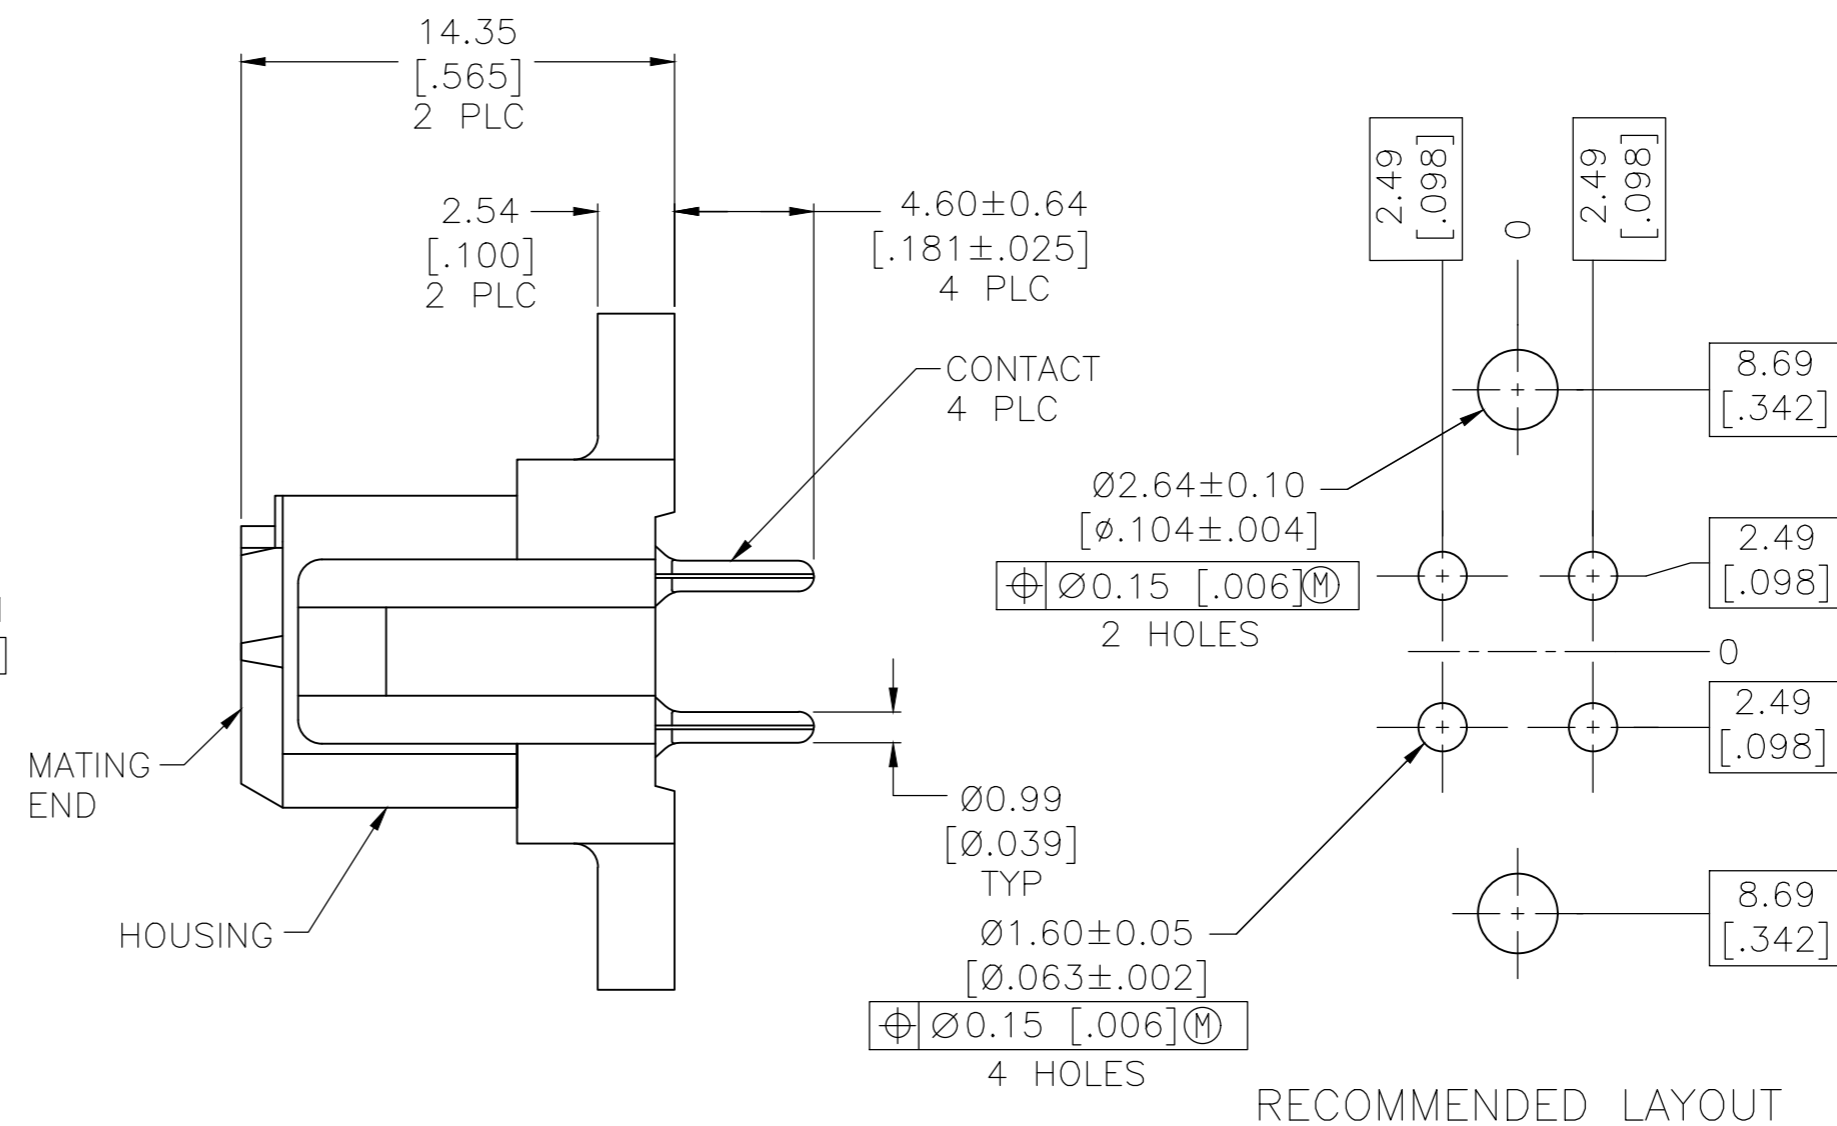 14.35
[.565]
2 PLC
2.54
[.100]
2 PLC
4.60±0.64
[.181±.025]
4 PLC
CONTACT
4 PLC
MATING
END
HOUSING
Ø0.99
[Ø.039]
TYP
2.49
[.098]
0
2.49
[.098]
8.69
[.342]
Ø2.64±0.10
[Ø.104±.004]
⌖ Ø0.15 [.006]Ⓜ
2 HOLES
2.49
[.098]
0
2.49
[.098]
8.69
[.342]
Ø1.60±0.05
[Ø.063±.002]
⌖ Ø0.15 [.006]Ⓜ
4 HOLES
RECOMMENDED LAYOUT